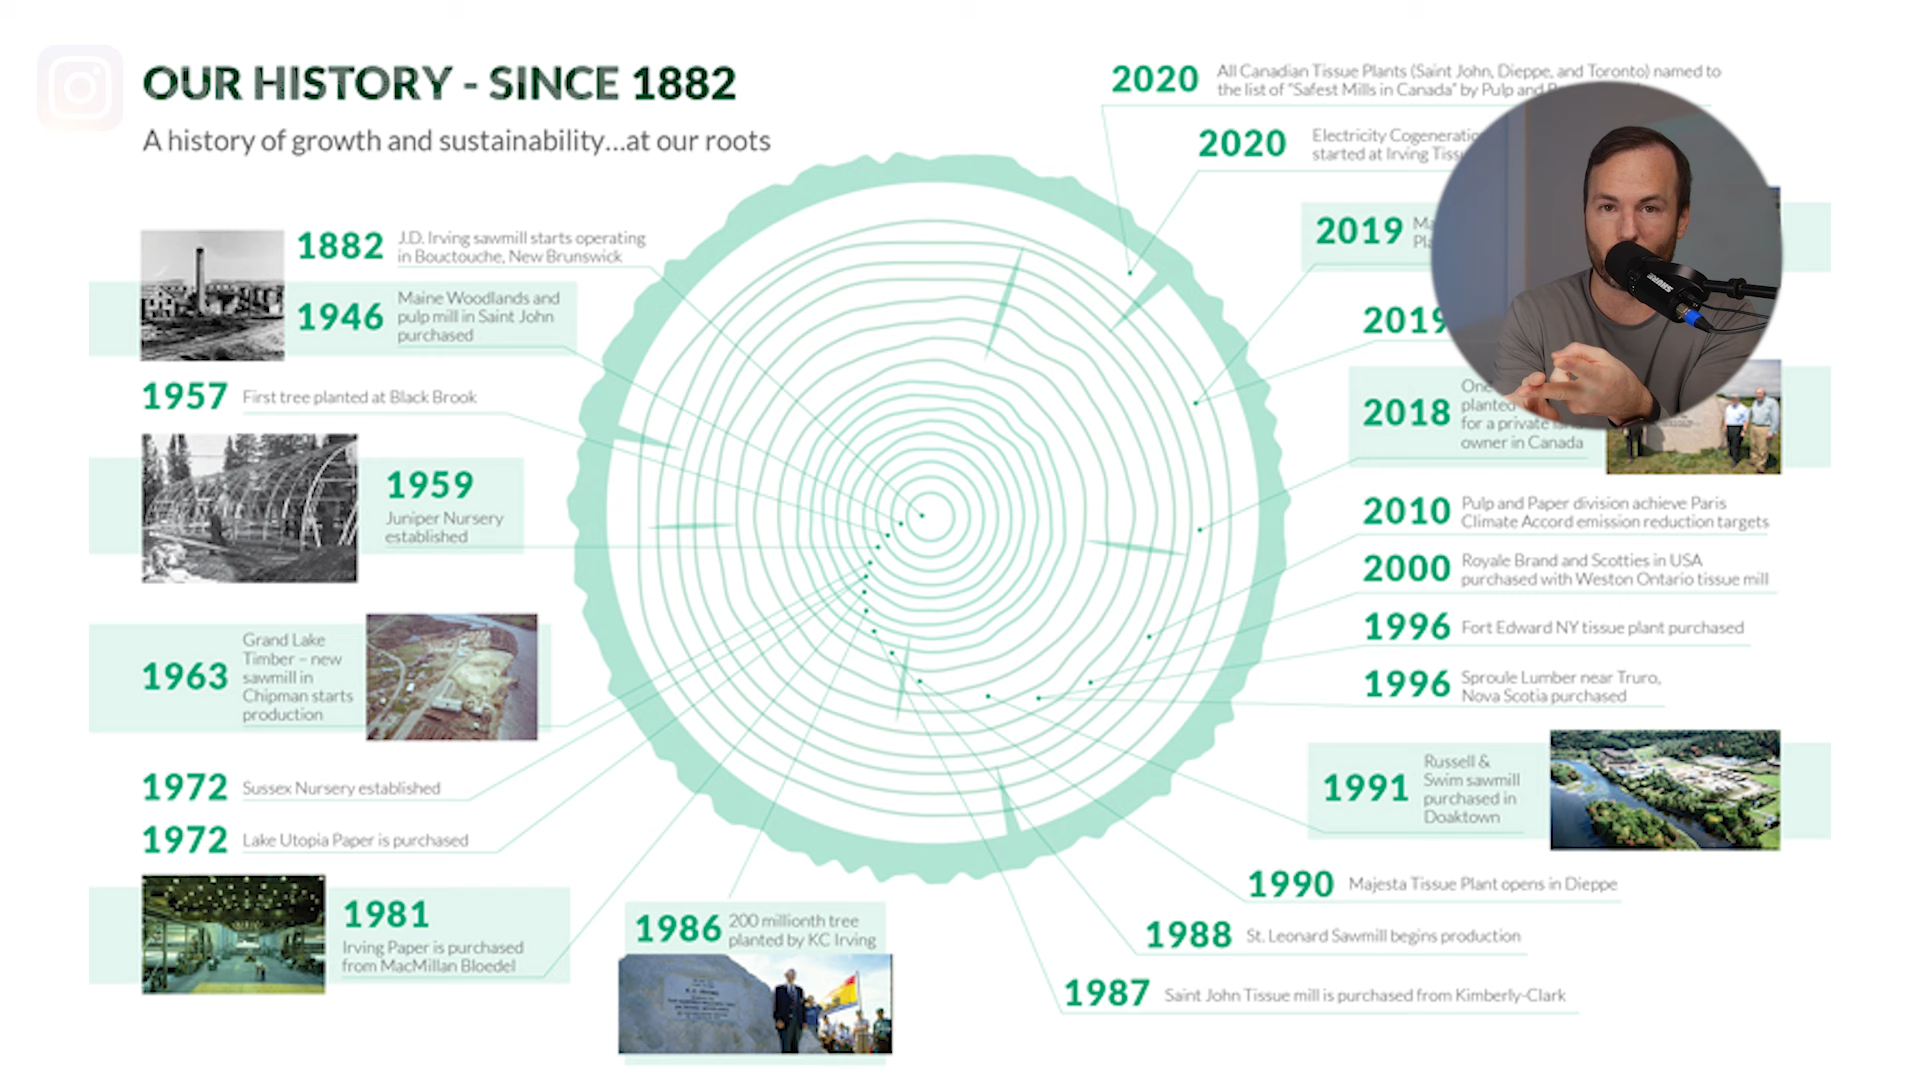 OUR HISTORY - SINCE 1882
A history of growth and sustainability...at our roots
1882
J.D. Irving sawmill starts operating
in Bouctouche, New Brunswick
1946
Maine Woodlands and
pulp mill in Saint John
purchased
1957
First tree planted at Black Brook
1959
Juniper Nursery
established
1963
Grand Lake
Timber – new
sawmill in
Chipman starts
production
1972
Sussex Nursery established
1972
Lake Utopia Paper is purchased
1981
Irving Paper is purchased
from MacMillan Bloedel
1986
200 millionth tree
planted by KC Irving
1987
Saint John Tissue mill is purchased from Kimberly-Clark
1988
St. Leonard Sawmill begins production
1990
Majesta Tissue Plant opens in Dieppe
1991
Russell &
Swim sawmill
purchased in
Doaktown
1996
Sproule Lumber near Truro,
Nova Scotia purchased
1996
Fort Edward NY tissue plant purchased
2000
Royale Brand and Scotties in USA
purchased with Weston Ontario tissue mill
2010
Pulp and Paper division achieve Paris
Climate Accord emission reduction targets
2018
One
planted
for a private
owner in Canada
2019
2019
2020
Electricity
started at Irving
2020
All Canadian Tissue Plants (Saint John, Dieppe, and Toronto) named to
the list of "Safest Mills in Canada" by Pulp and
SHURE